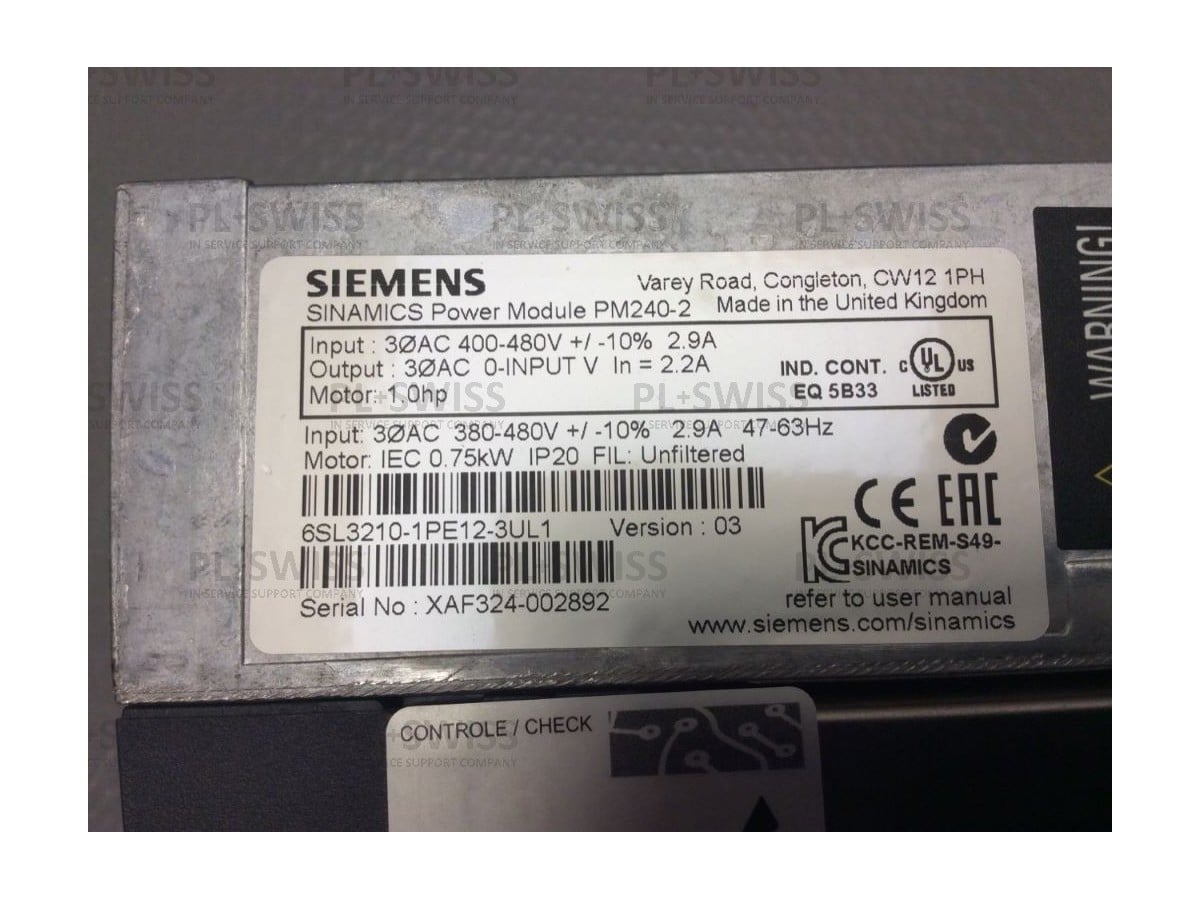 SIEMENS
Varey Road, Congleton, CW12 1PH
SINAMICS Power Module PM240-2
Made in the United Kingdom
Input : 3ØAC 400-480V +/ -10% 2.9A
Output : 3ØAC 0-INPUT V In = 2.2A
Motor: 1,0hp
IND. CONT.
EQ 5B33
C UL US
LISTED
Input: 3ØAC 380-480V +/ -10% 2.9A 47-63Hz
Motor: IEC 0.75kW IP20 FIL: Unfiltered
6SL3210-1PE12-3UL1 Version : 03
CE EAC
KCC-REM-S49-
SINAMICS
Serial No : XAF324-002892
refer to user manual
www.siemens.com/sinamics
WARNING!
CONTROLE / CHECK
PL+SWISS
IN SERVICE SUPPORT COMPANY